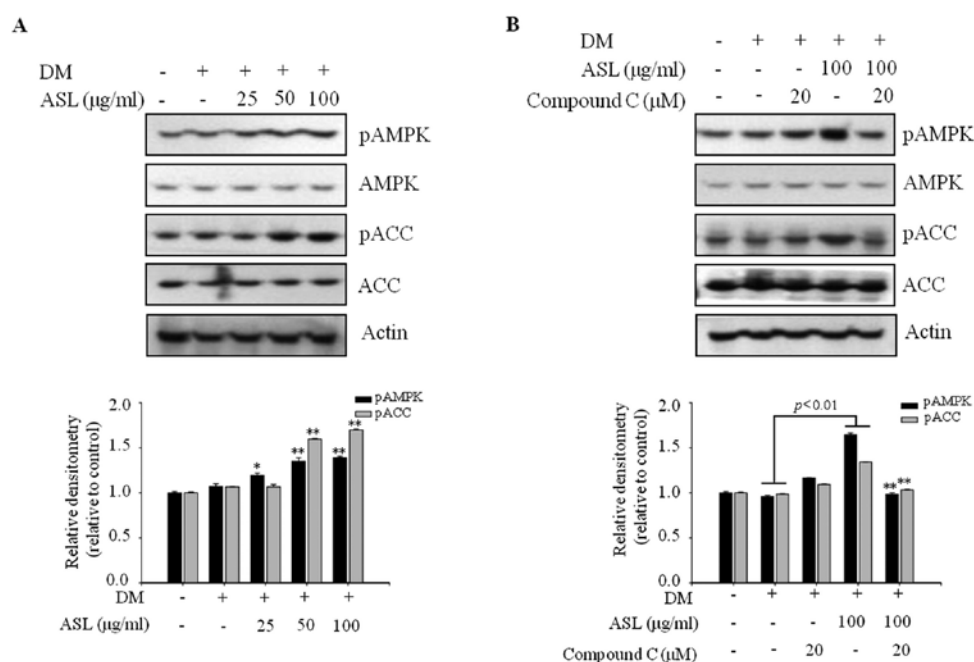 A
DM - + + + +
ASL (μg/ml) - - 25 50 100
pAMPK
AMPK
pACC
ACC
Actin
2.0
1.5
1.0
0.5
0.0
Relative densitometry
(relative to control)
pAMPK
pACC
* ** ** ** **
DM - + + + +
ASL (μg/ml) 25 50 100
B
DM - + + + +
ASL (μg/ml) - - - 100 100
Compound C (μM) - - 20 - 20
pAMPK
AMPK
pACC
ACC
Actin
2.0
1.5
1.0
0.5
0.0
Relative densitometry
(relative to control)
pAMPK
pACC
p<0.01
** **
DM - + + + +
ASL (μg/ml) - - - 100 100
Compound C (μM) - - 20 - 20